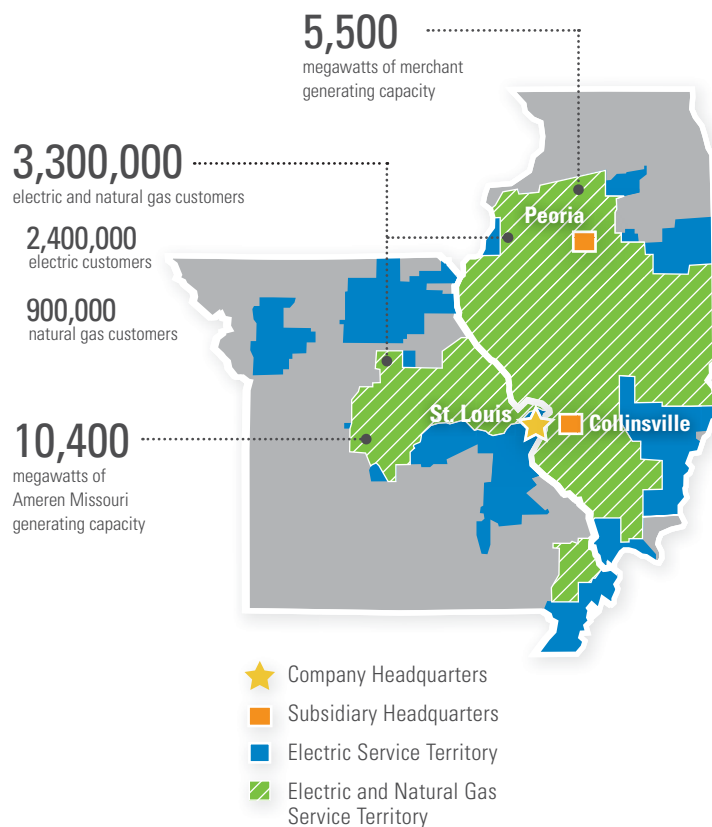 5,500
megawatts of merchant
generating capacity
3,300,000
electric and natural gas customers
2,400,000
electric customers
900,000
natural gas customers
10,400
megawatts of
Ameren Missouri
generating capacity
Peoria
St. Louis
Collinsville
Company Headquarters
Subsidiary Headquarters
Electric Service Territory
Electric and Natural Gas
Service Territory